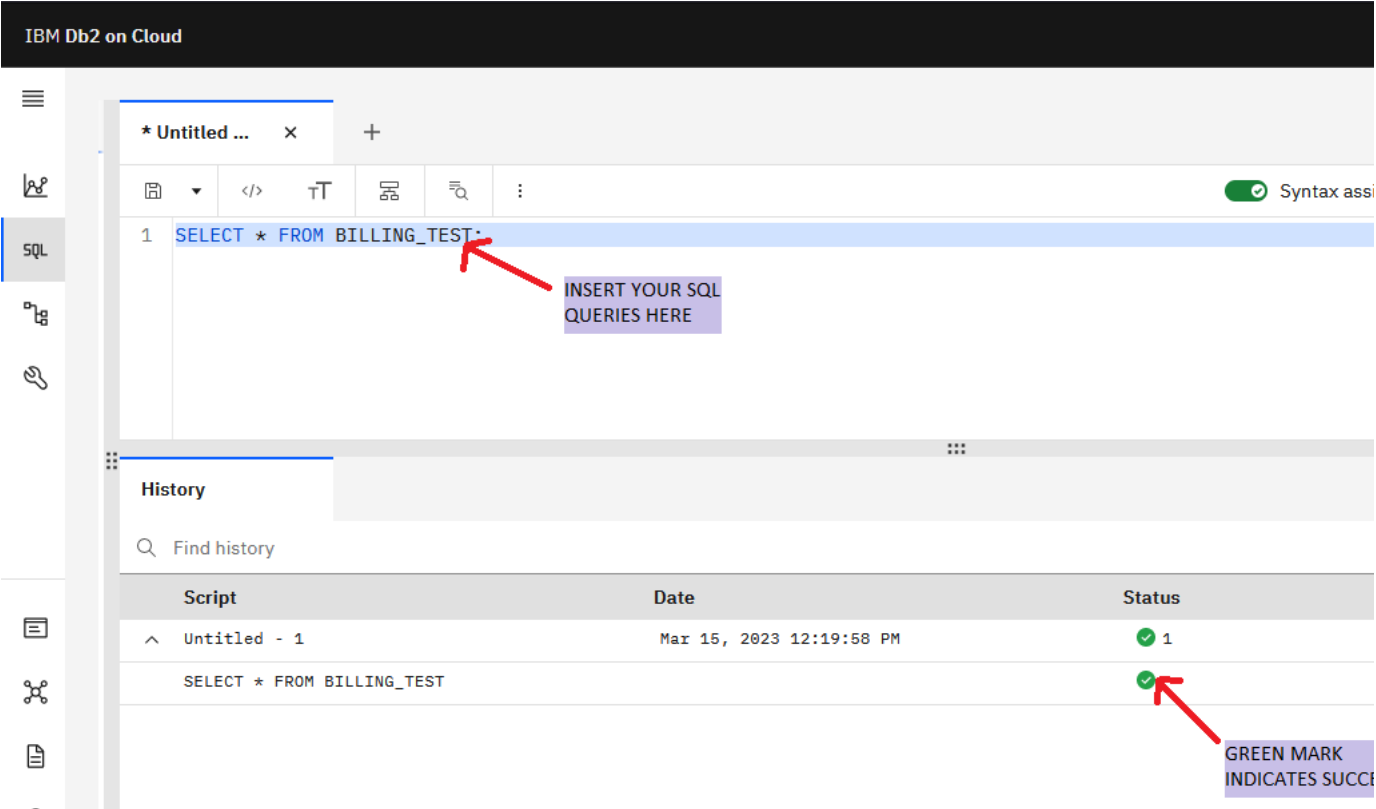 IBM Db2 on Cloud
* Untitled ...
Syntax
SQL
1 SELECT * FROM BILLING_TEST;
INSERT YOUR SQL
QUERIES HERE
History
Find history
Script Date Status
Untitled - 1 Mar 15, 2023 12:19:58 PM 1
SELECT * FROM BILLING_TEST
GREEN MARK
INDICATES